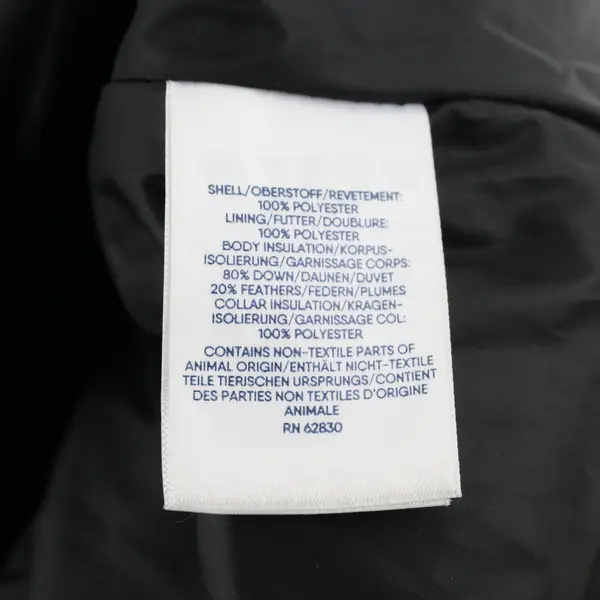 SHELL/OBERSTOFF/REVETEMENT:
100% POLYESTER
LINING/FUTTER/DOUBLURE:
100% POLYESTER
BODY INSULATION/KORPUS-
ISOLIERUNG/GARNISSAGE CORPS:
80% DOWN/DAUNEN/DUVET
20% FEATHERS/FEDERN/PLUMES
COLLAR INSULATION/KRAGEN-
ISOLIERUNG/GARNISSAGE COL:
100% POLYESTER
CONTAINS NON-TEXTILE PARTS OF
ANIMAL ORIGIN/ENTHÄLT NICHT-TEXTILE
TEILE TIERISCHEN URSPRUNGS/CONTIENT
DES PARTIES NON TEXTILES D'ORIGINE
ANIMALE
RN 62830